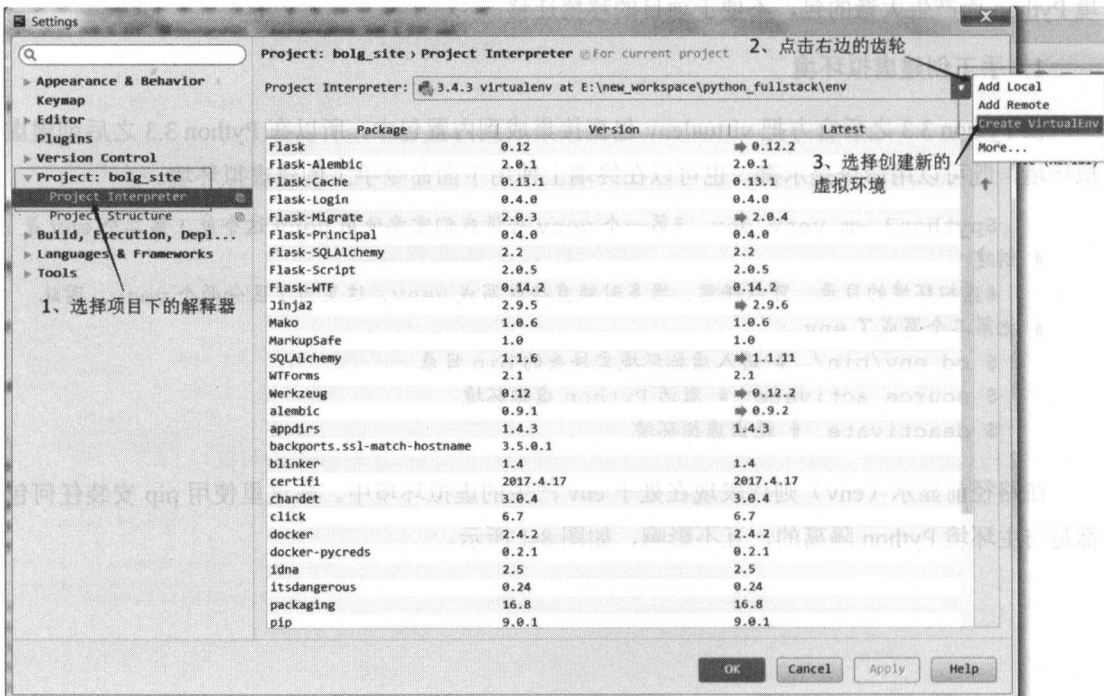 Settings
Project: bolg_site › Project Interpreter For current project
2、点击右边的齿轮
Appearance & Behavior
Keymap
Editor
Plugins
Version Control
Project: bolg_site
Project Interpreter
Project Structure
Build, Execution, Depl...
Languages & Frameworks
Tools
1、选择项目下的解释器
Project Interpreter: 3.4.3 virtualenv at E:\new_workspace\python_fullstack\env
Add Local
Add Remote
Create VirtualEnv
More...
3、选择创建新的
虚拟环境
Package Version Latest
Flask 0.12 0.12.2
Flask-Alembic 2.0.1 2.0.1
Flask-Cache 0.13.1 0.13.1
Flask-Login 0.4.0 0.4.0
Flask-Migrate 2.0.3 2.0.4
Flask-Principal 0.4.0 0.4.0
Flask-SQLAlchemy 2.2 2.2
Flask-Script 2.0.5 2.0.5
Flask-WTF 0.14.2 0.14.2
Jinja2 2.9.5 2.9.6
Mako 1.0.6 1.0.6
MarkupSafe 1.0 1.0
SQLAlchemy 1.1.6 1.1.11
WTForms 2.1 2.1
Werkzeug 0.12 0.12.2
alembic 0.9.1 0.9.2
appdirs 1.4.3 1.4.3
backports.ssl-match-hostname 3.5.0.1
blinker 1.4 1.4
certifi 2017.4.17 2017.4.17
chardet 3.0.4 3.0.4
click 6.7 6.7
docker 2.4.2 2.4.2
docker-pycreds 0.2.1 0.2.1
idna 2.5 2.5
itsdangerous 0.24 0.24
packaging 16.8 16.8
pip 9.0.1 9.0.1
OK Cancel Apply Help